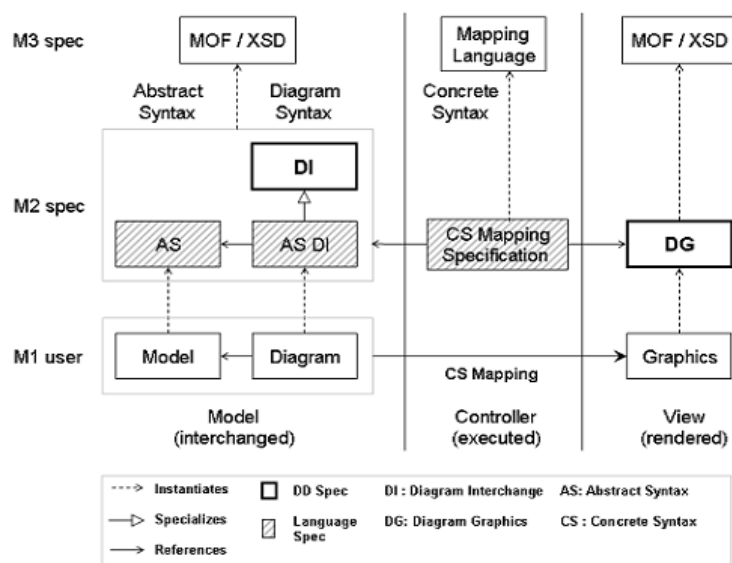 M3 spec
MOF / XSD
Mapping
Language
MOF / XSD
Abstract
Syntax
Diagram
Syntax
Concrete
Syntax
M2 spec
DI
AS
AS DI
CS Mapping
Specification
DG
M1 user
Model
Diagram
CS Mapping
Graphics
Model
(interchanged)
Controller
(executed)
View
(rendered)
Instantiates
DD Spec
DI : Diagram Interchange
AS: Abstract Syntax
Specializes
Language
Spec
DG: Diagram Graphics
CS : Concrete Syntax
References